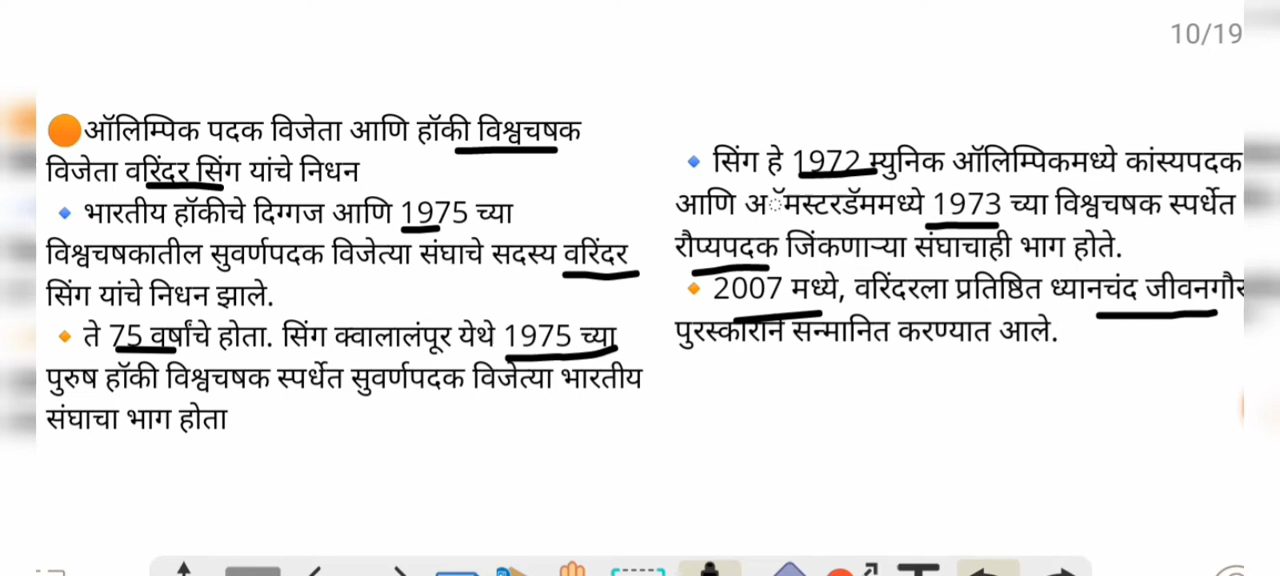 10/19
ऑलिम्पिक पदक विजेता आणि हॉकी विश्वचषक
विजेता वरिंदर सिंग यांचे निधन
भारतीय हॉकीचे दिग्गज आणि 1975 च्या
विश्वचषकातील सुवर्णपदक विजेत्या संघाचे सदस्य वरिंदर
सिंग यांचे निधन झाले.
ते 75 वर्षांचे होता. सिंग क्वालालंपूर येथे 1975 च्या
पुरुष हॉकी विश्वचषक स्पर्धेत सुवर्णपदक विजेत्या भारतीय
संघाचा भाग होता
सिंग हे 1972 म्युनिक ऑलिम्पिकमध्ये कांस्यपदक
आणि अॅमस्टरडॅममध्ये 1973 च्या विश्वचषक स्पर्धेत
रौप्यपदक जिंकणाऱ्या संघाचाही भाग होते.
2007 मध्ये, वरिंदरला प्रतिष्ठित ध्यानचंद जीवनगौर
पुरस्काराने सन्मानित करण्यात आले.